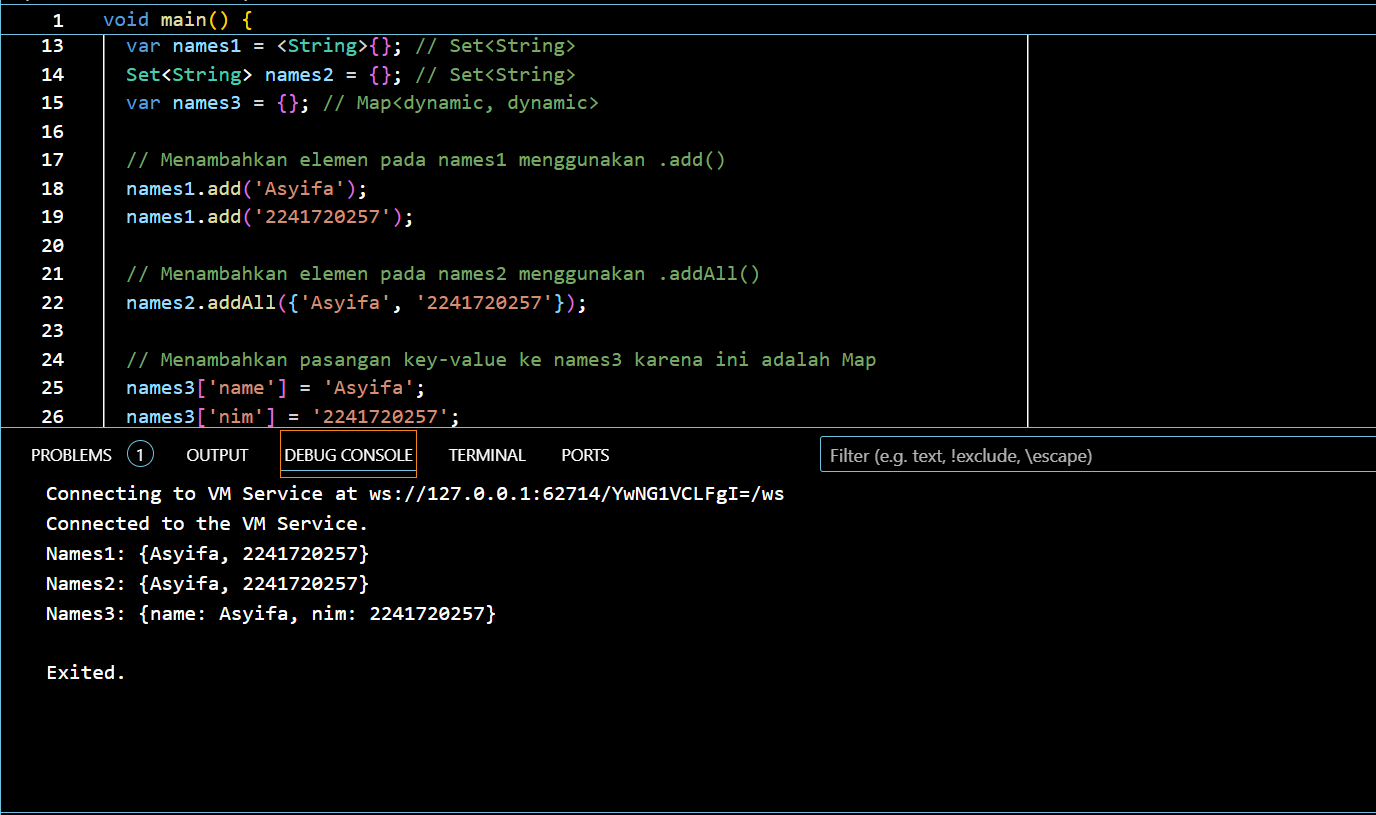 1 void main() {
13 var names1 = <String>{}; // Set<String>
14 Set<String> names2 = {}; // Set<String>
15 var names3 = {}; // Map<dynamic, dynamic>
16
17 // Menambahkan elemen pada names1 menggunakan .add()
18 names1.add('Asyifa');
19 names1.add('2241720257');
20
21 // Menambahkan elemen pada names2 menggunakan .addAll()
22 names2.addAll({'Asyifa', '2241720257'});
23
24 // Menambahkan pasangan key-value ke names3 karena ini adalah Map
25 names3['name'] = 'Asyifa';
26 names3['nim'] = '2241720257';
PROBLEMS 1 OUTPUT DEBUG CONSOLE TERMINAL PORTS Filter (e.g. text, !exclude, \escape)
Connecting to VM Service at ws://127.0.0.1:62714/YwNG1VCLFgI=/ws
Connected to the VM Service.
Names1: {Asyifa, 2241720257}
Names2: {Asyifa, 2241720257}
Names3: {name: Asyifa, nim: 2241720257}
Exited.